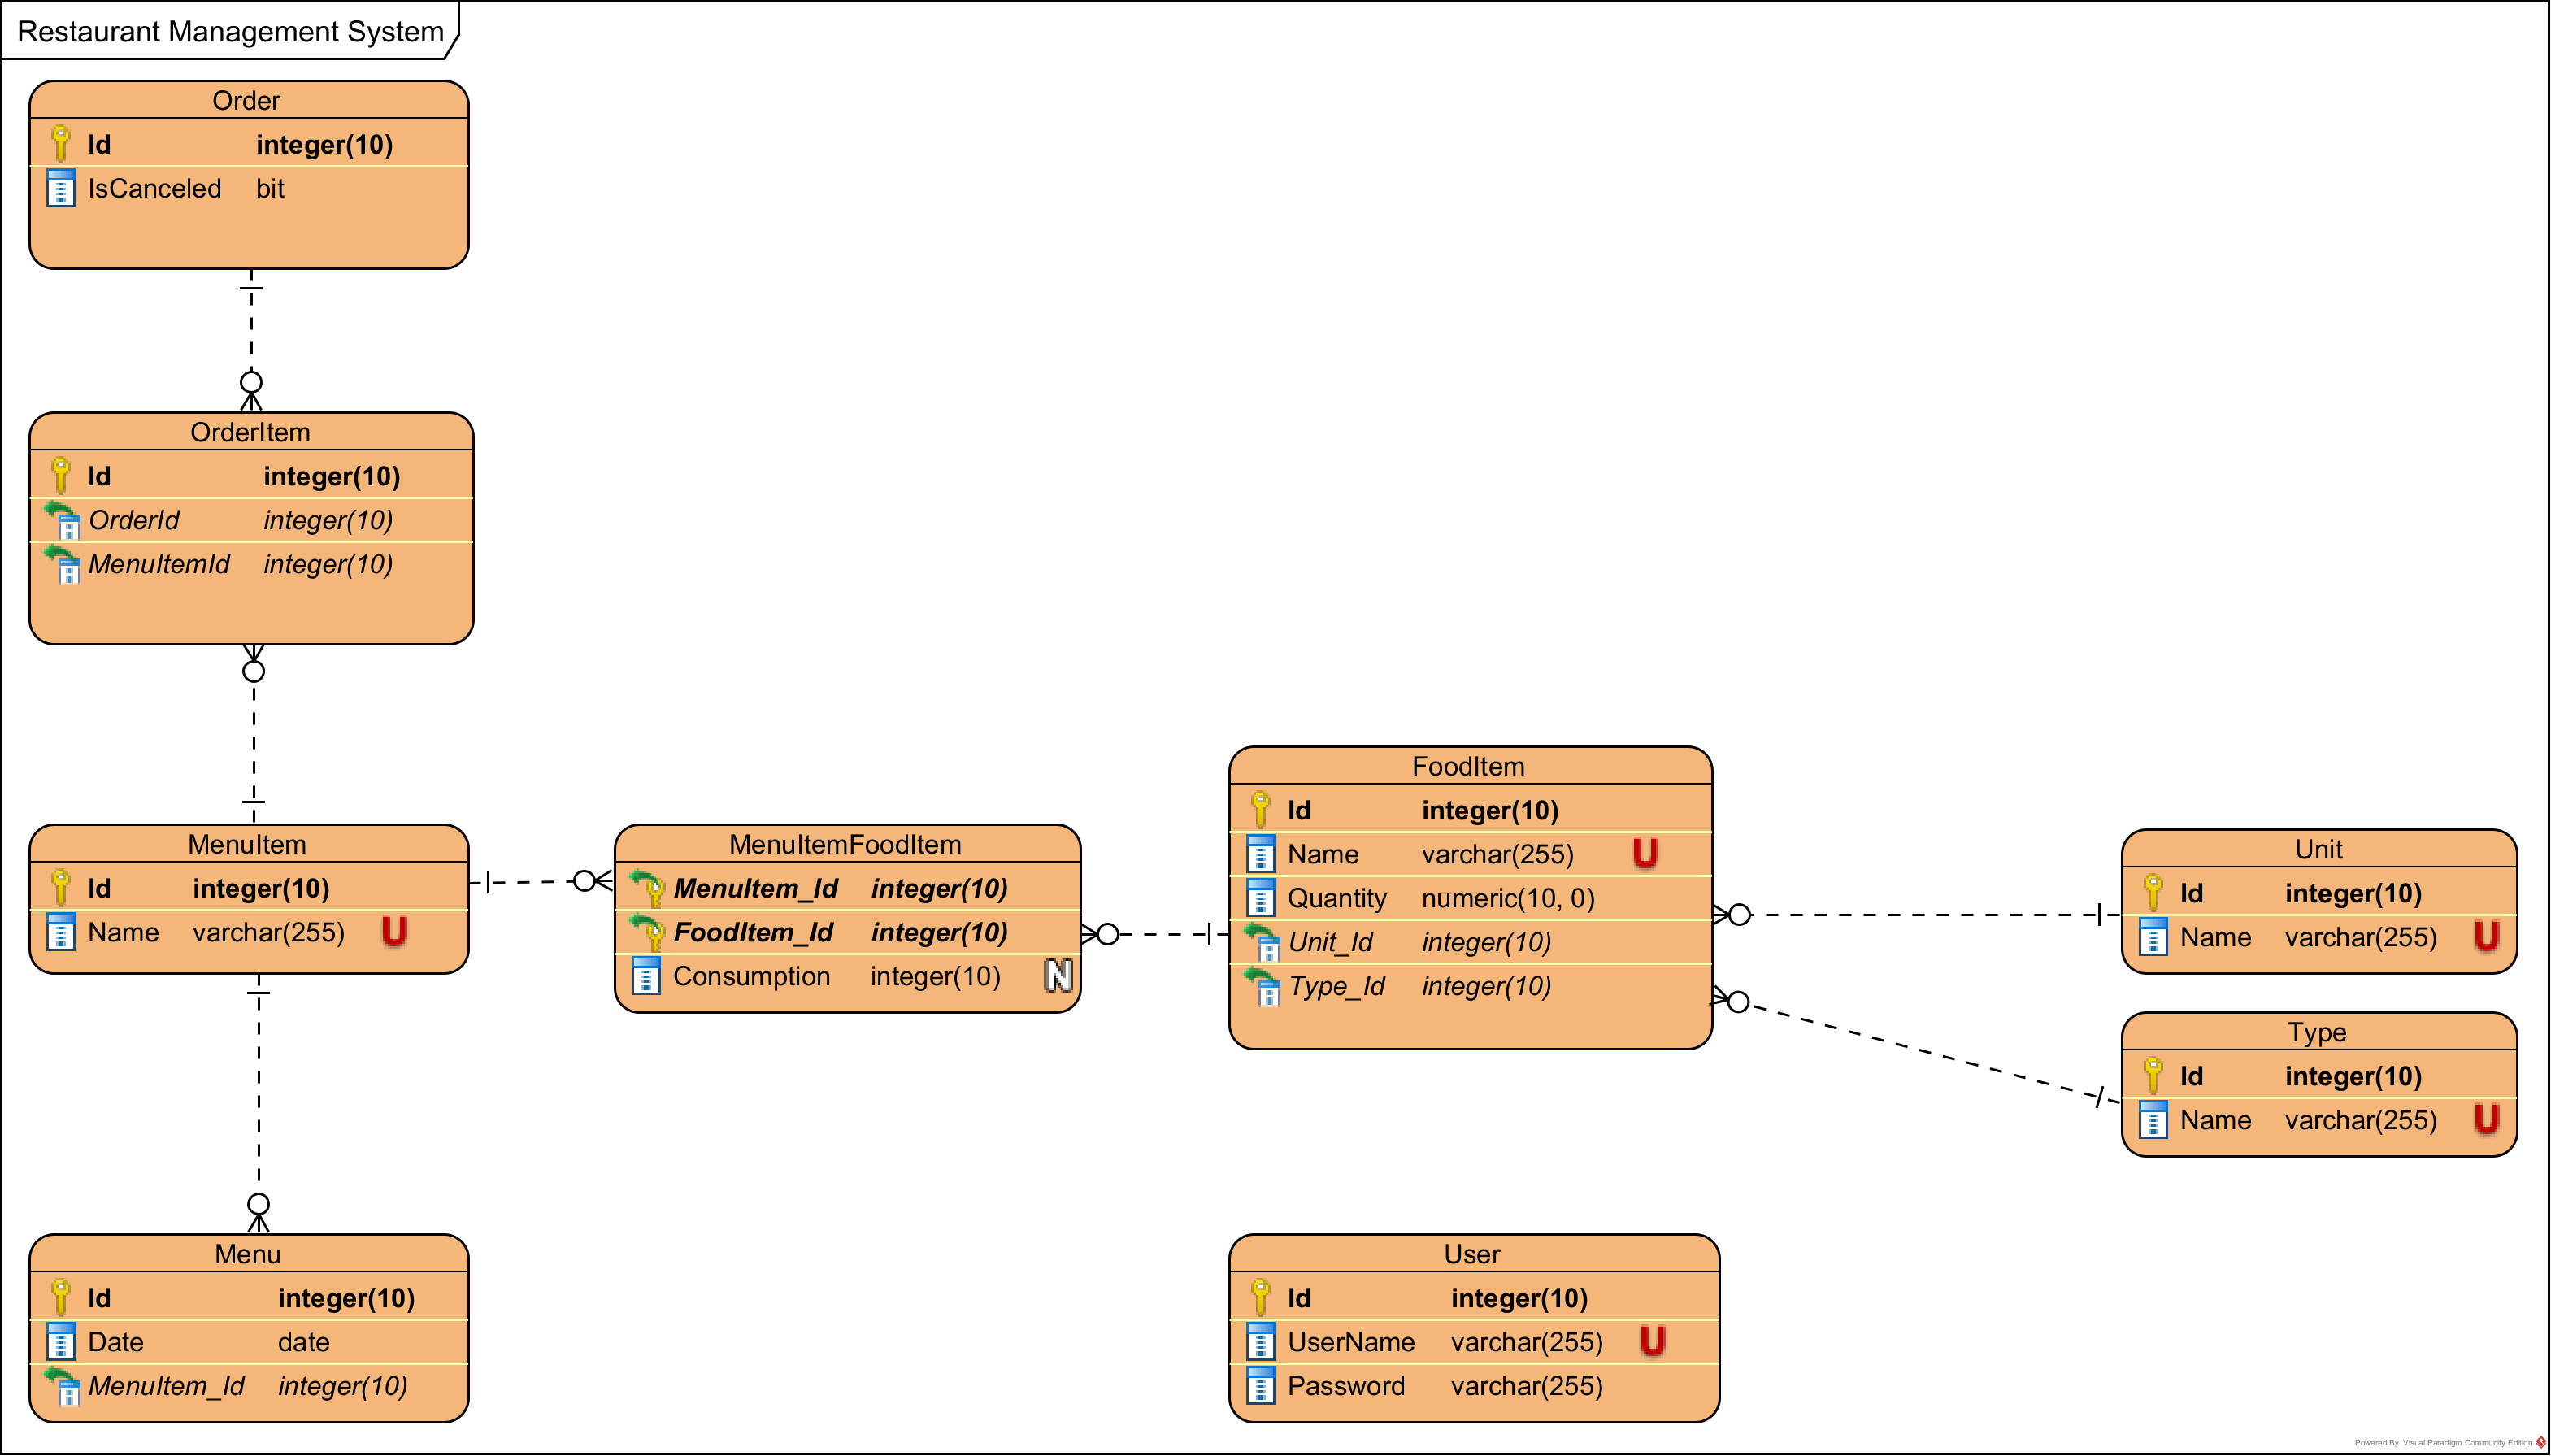 Restaurant Management System
Order
Id integer(10)
IsCanceled bit
OrderItem
Id integer(10)
OrderId integer(10)
MenuItemId integer(10)
MenuItem
Id integer(10)
Name varchar(255) U
MenuItemFoodItem
MenuItem_Id integer(10)
FoodItem_Id integer(10)
Consumption integer(10) N
FoodItem
Id integer(10)
Name varchar(255) U
Quantity numeric(10, 0)
Unit_Id integer(10)
Type_Id integer(10)
Unit
Id integer(10)
Name varchar(255) U
Type
Id integer(10)
Name varchar(255) U
Menu
Id integer(10)
Date date
MenuItem_Id integer(10)
User
Id integer(10)
UserName varchar(255) U
Password varchar(255)
Powered By Visual Paradigm Community Edition